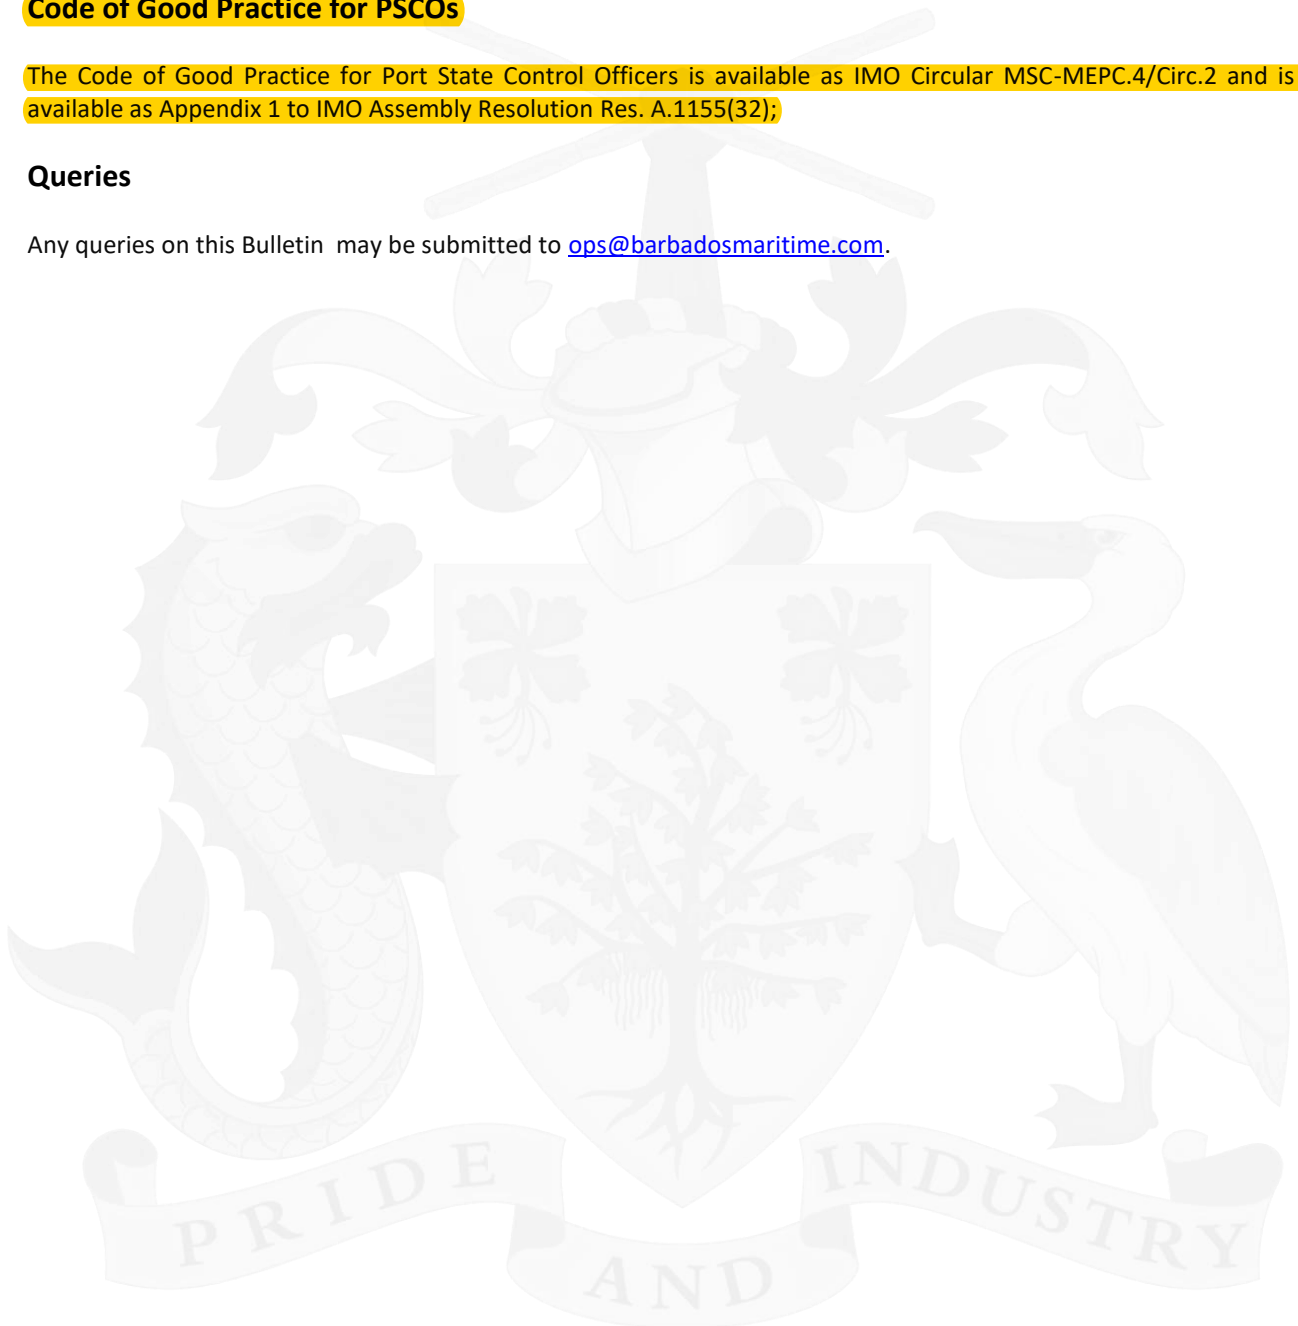 Code of Good Practice for PSCOs
The Code of Good Practice for Port State Control Officers is available as IMO Circular MSC-MEPC.4/Circ.2 and is
available as Appendix 1 to IMO Assembly Resolution Res. A.1155(32);
Queries
Any queries on this Bulletin  may be submitted to ops@barbadosmaritime.com.
PRIDE AND INDUSTRY